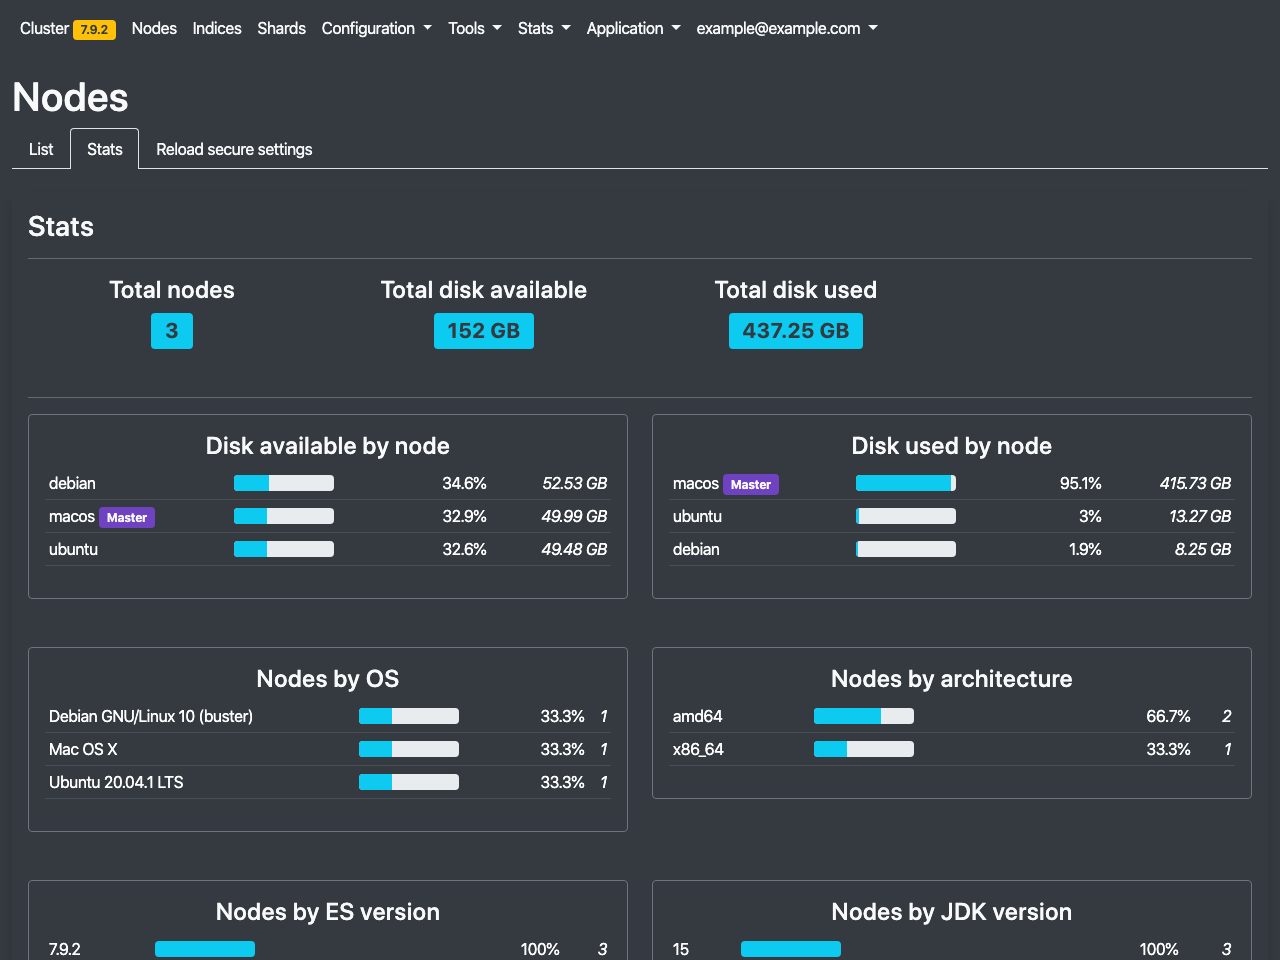 Cluster 7.9.2 Nodes Indices Shards Configuration Tools Stats Application example@example.com
Nodes
List Stats Reload secure settings
Stats
Total nodes
3
Total disk available
152 GB
Total disk used
437.25 GB
Disk available by node
debian 34.6% 52.53 GB
macos Master 32.9% 49.99 GB
ubuntu 32.6% 49.48 GB
Disk used by node
macos Master 95.1% 415.73 GB
ubuntu 3% 13.27 GB
debian 1.9% 8.25 GB
Nodes by OS
Debian GNU/Linux 10 (buster) 33.3% 1
Mac OS X 33.3% 1
Ubuntu 20.04.1 LTS 33.3% 1
Nodes by architecture
amd64 66.7% 2
x86_64 33.3% 1
Nodes by ES version
7.9.2 100% 3
Nodes by JDK version
15 100% 3